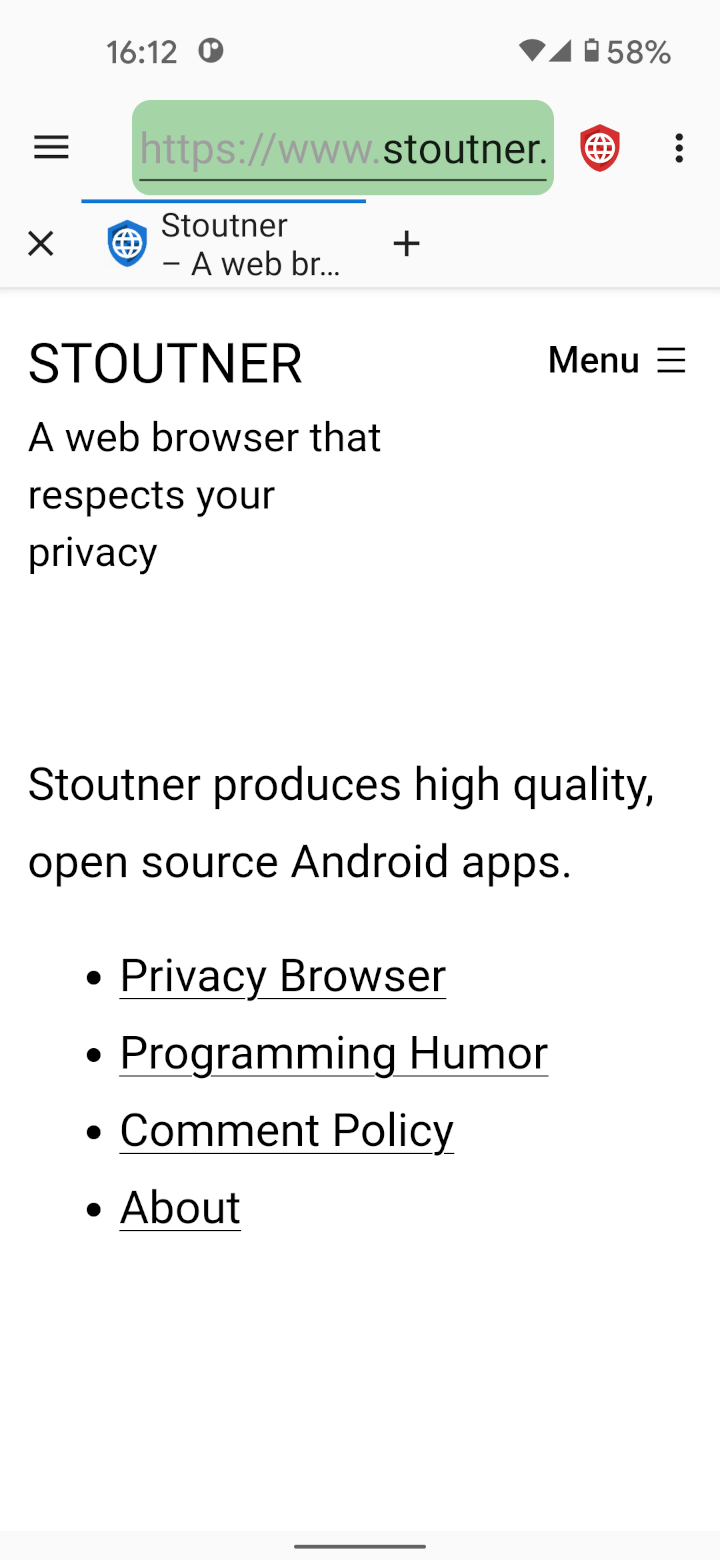 16:12 58%
https://www.stoutner.
Stoutner
– A web br...
STOUTNER
Menu
A web browser that
respects your
privacy
Stoutner produces high quality,
open source Android apps.
• Privacy Browser
• Programming Humor
• Comment Policy
• About